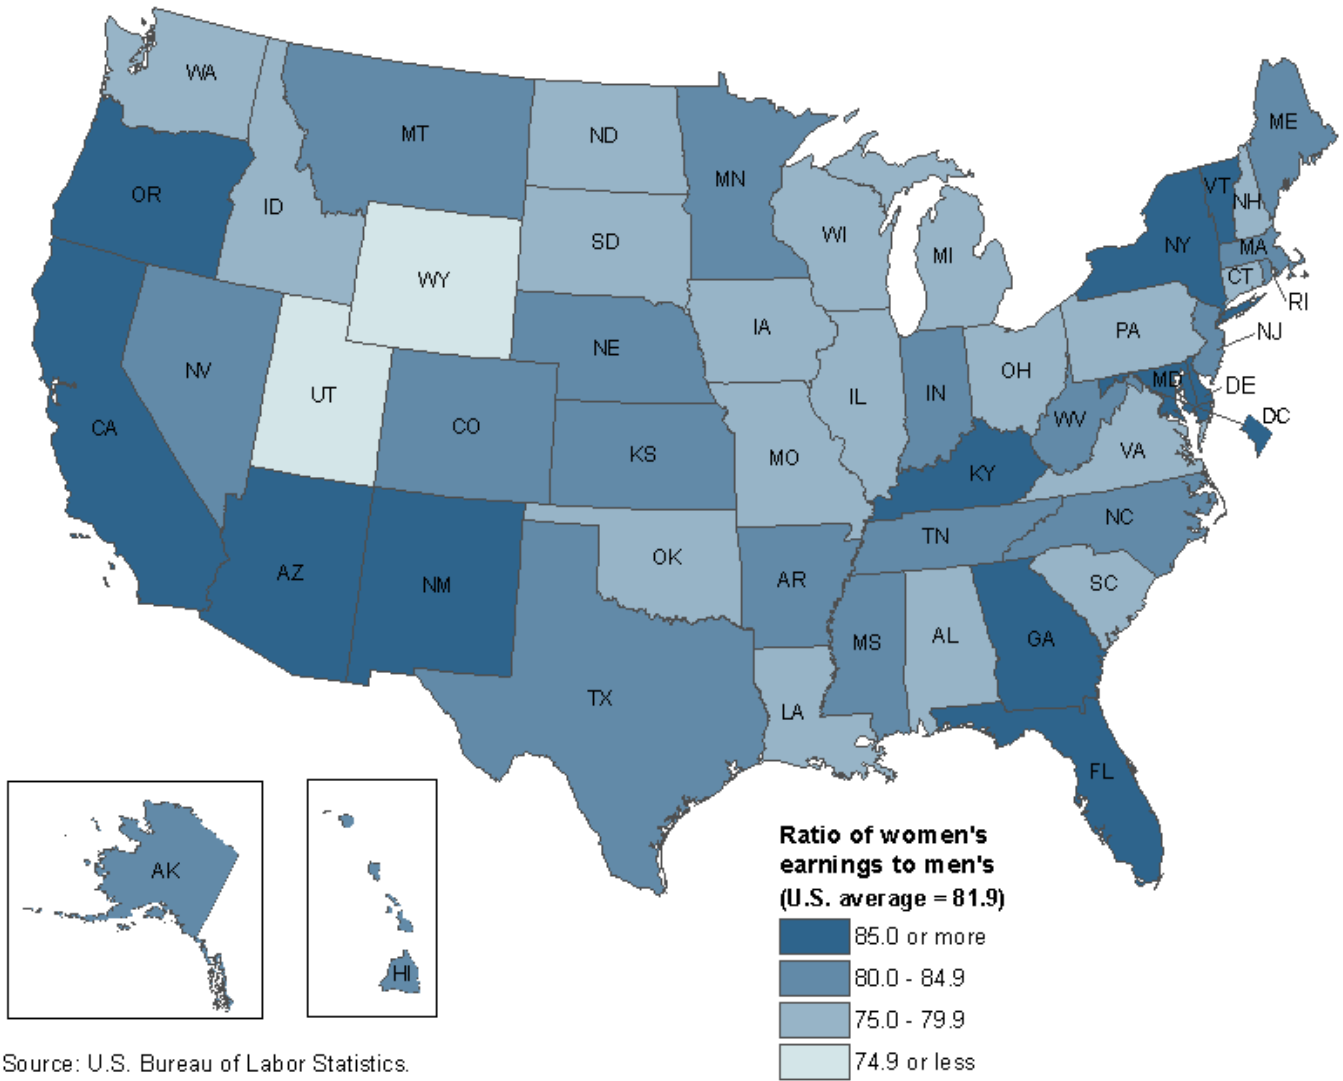 WA
MT
ND
MN
ME
OR
ID
SD
WI
MI
VT
NH
NY
MA
CT
RI
WY
IA
PA
NJ
NV
UT
NE
IL
IN
OH
MD
DE
DC
CA
CO
KS
MO
WV
VA
KY
AZ
NM
OK
AR
TN
NC
SC
MS
AL
GA
TX
LA
FL
AK
HI
Ratio of women's
earnings to men's
(U.S. average = 81.9)
85.0 or more
80.0 - 84.9
75.0 - 79.9
74.9 or less
Source: U.S. Bureau of Labor Statistics.